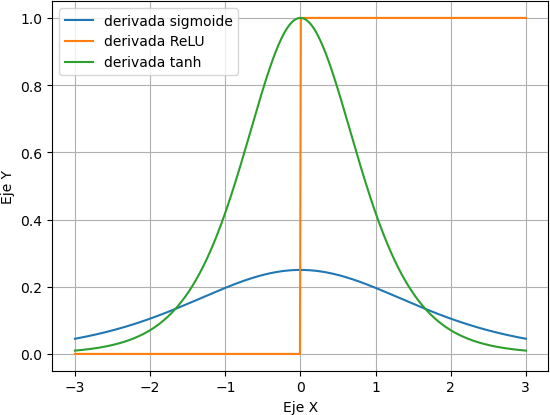 derivada sigmoide
derivada ReLU
derivada tanh
1.0
0.8
0.6
0.4
0.2
0.0
Eje Y
−3
−2
−1
0
1
2
3
Eje X